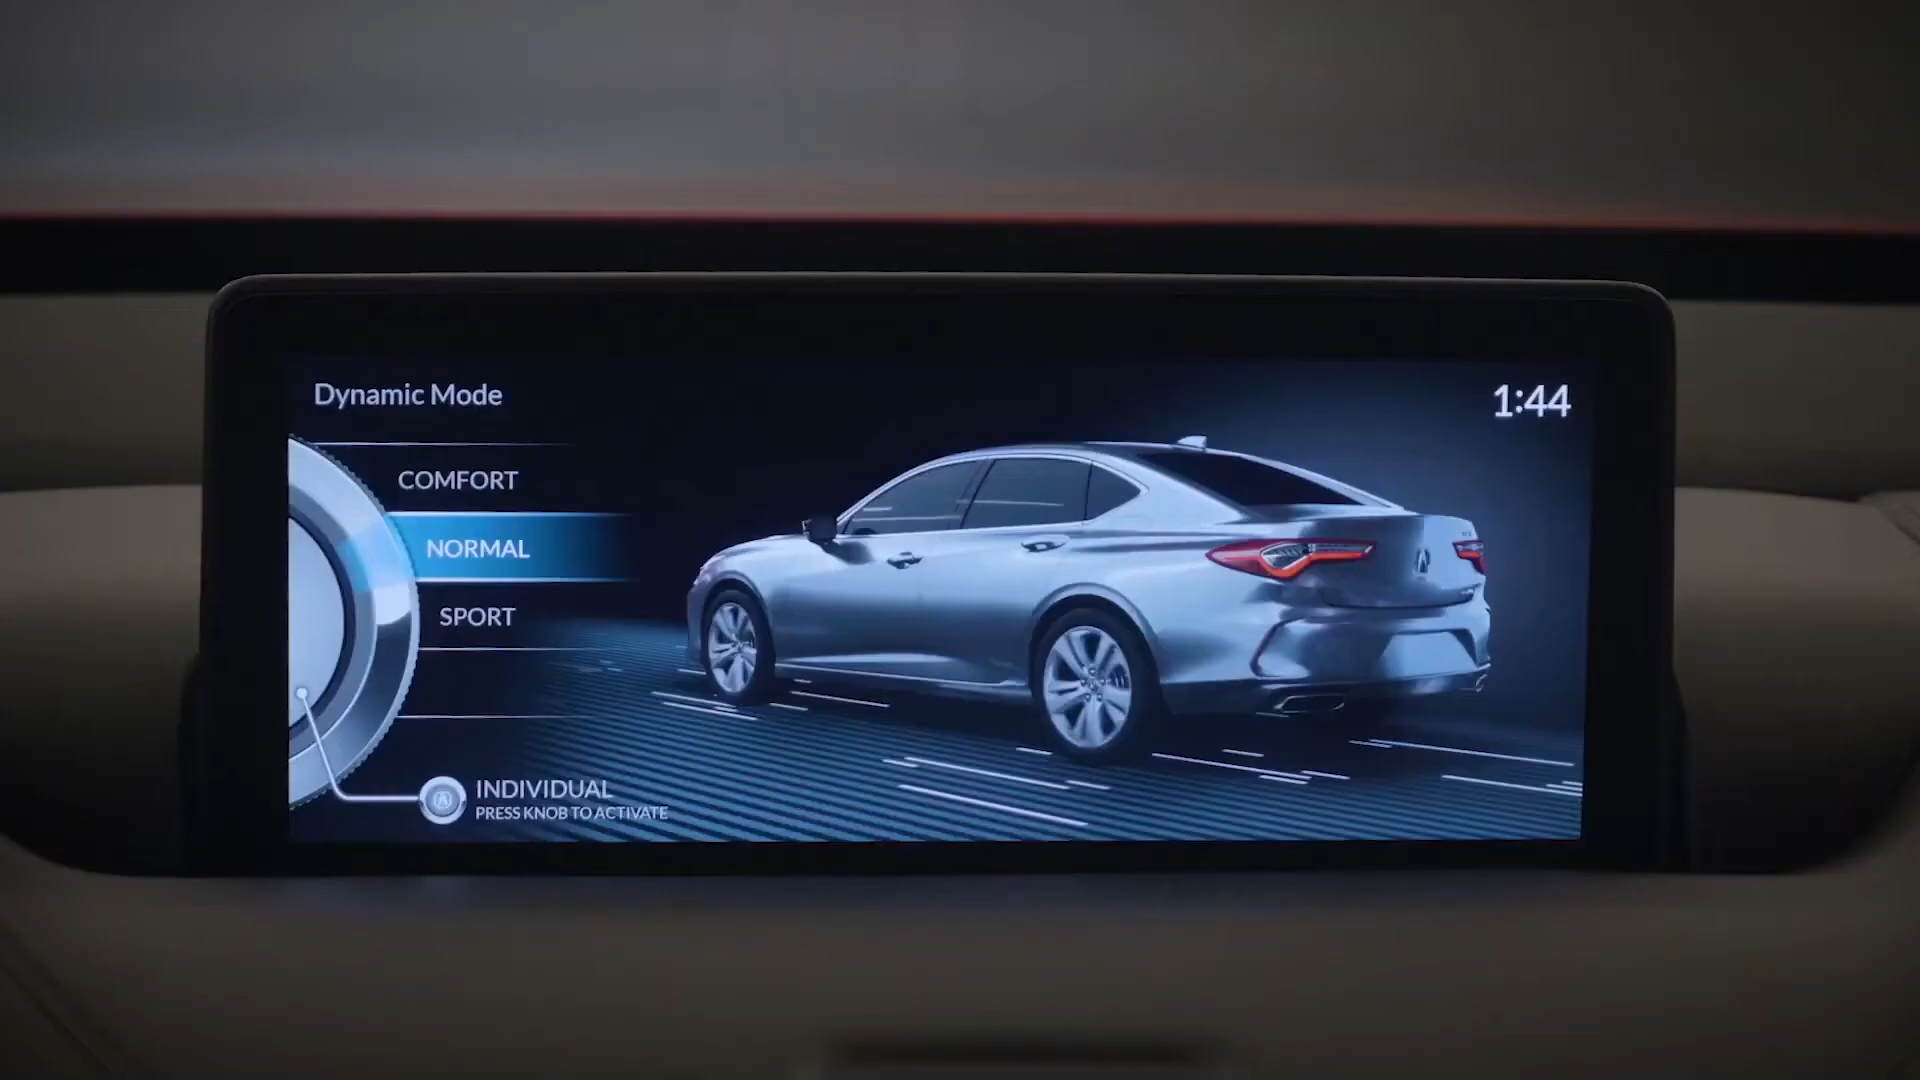 Dynamic Mode
1:44
COMFORT
NORMAL
SPORT
INDIVIDUAL
PRESS KNOB TO ACTIVATE